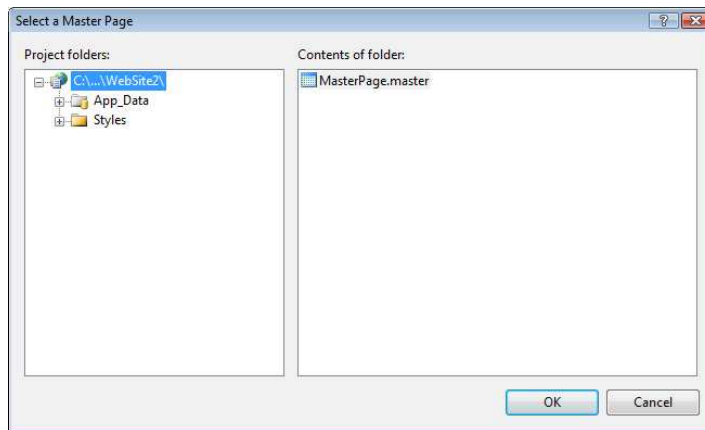 Select a Master Page
Project folders:
C:\...\WebSite2\
App_Data
Styles
Contents of folder:
MasterPage.master
OK
Cancel